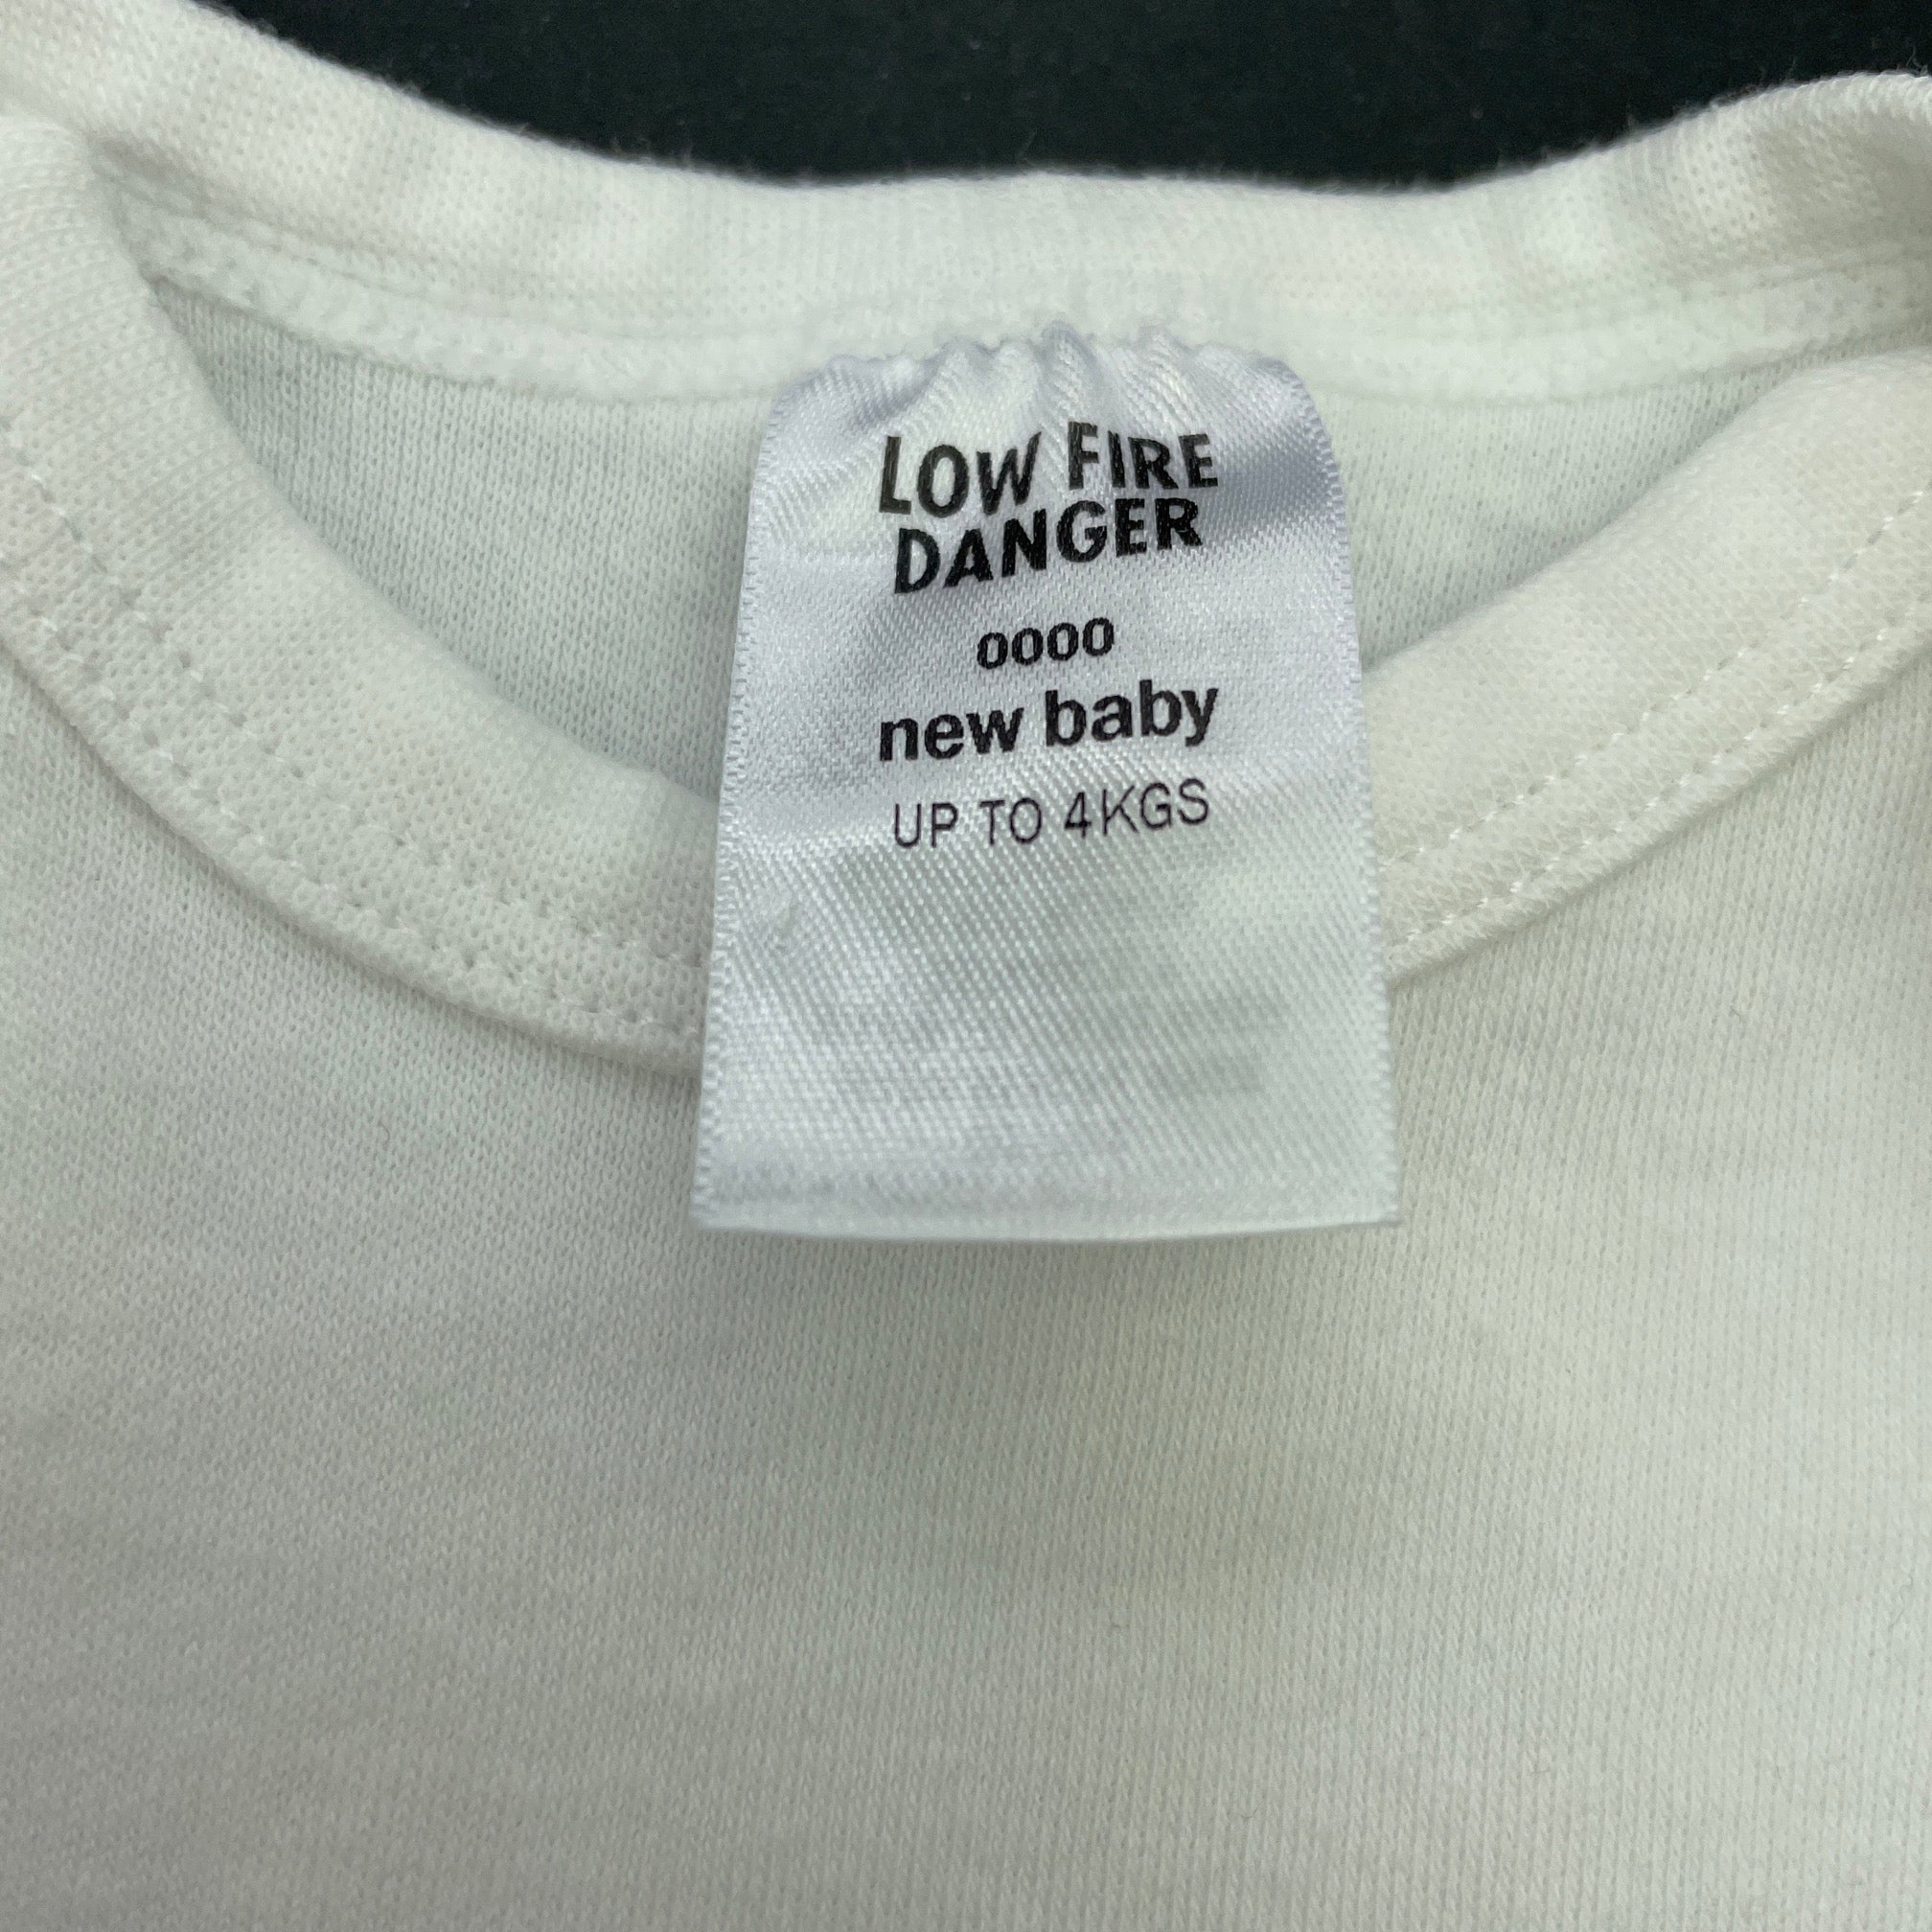 LOW FIRE
DANGER
0000
new baby
UP TO 4KGS